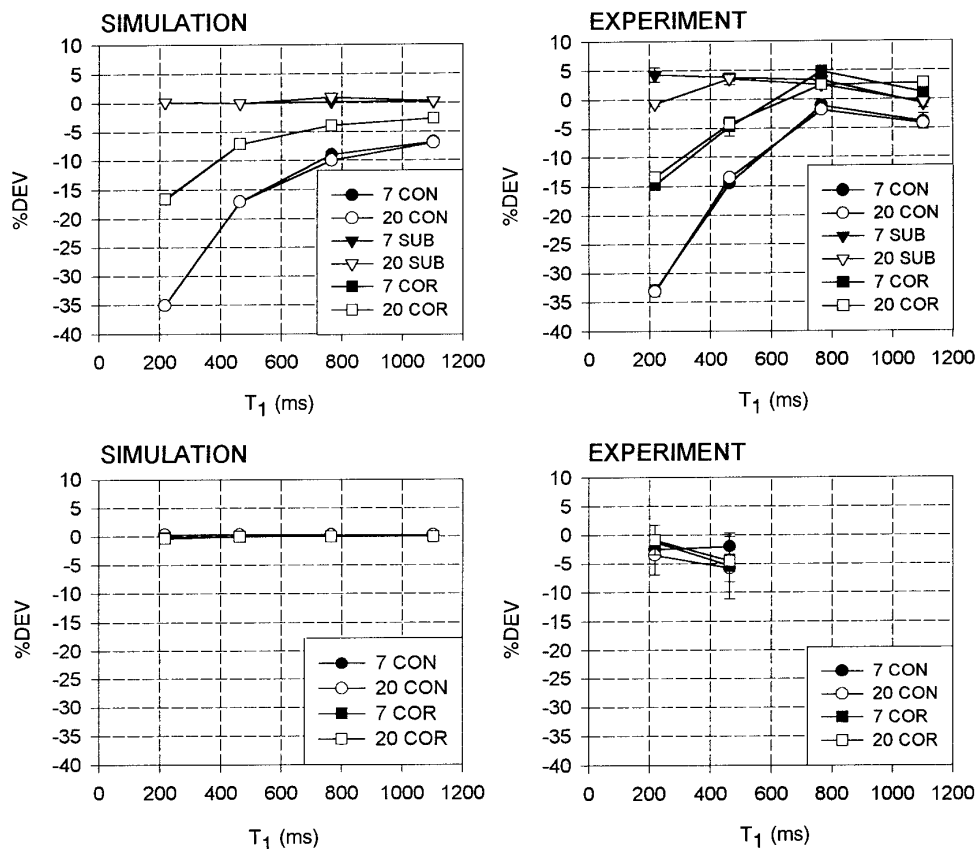 SIMULATION
10
5
0
-5
-10
-15
-20
-25
-30
-35
-40
%DEV
7 CON
20 CON
7 SUB
20 SUB
7 COR
20 COR
0 200 400 600 800 1000 1200
T1 (ms)
EXPERIMENT
10
5
0
-5
-10
-15
-20
-25
-30
-35
-40
%DEV
7 CON
20 CON
7 SUB
20 SUB
7 COR
20 COR
0 200 400 600 800 1000 1200
T1 (ms)
SIMULATION
10
5
0
-5
-10
-15
-20
-25
-30
-35
-40
%DEV
7 CON
20 CON
7 COR
20 COR
0 200 400 600 800 1000 1200
T1 (ms)
EXPERIMENT
10
5
0
-5
-10
-15
-20
-25
-30
-35
-40
%DEV
7 CON
20 CON
7 COR
20 COR
0 200 400 600 800 1000 1200
T1 (ms)